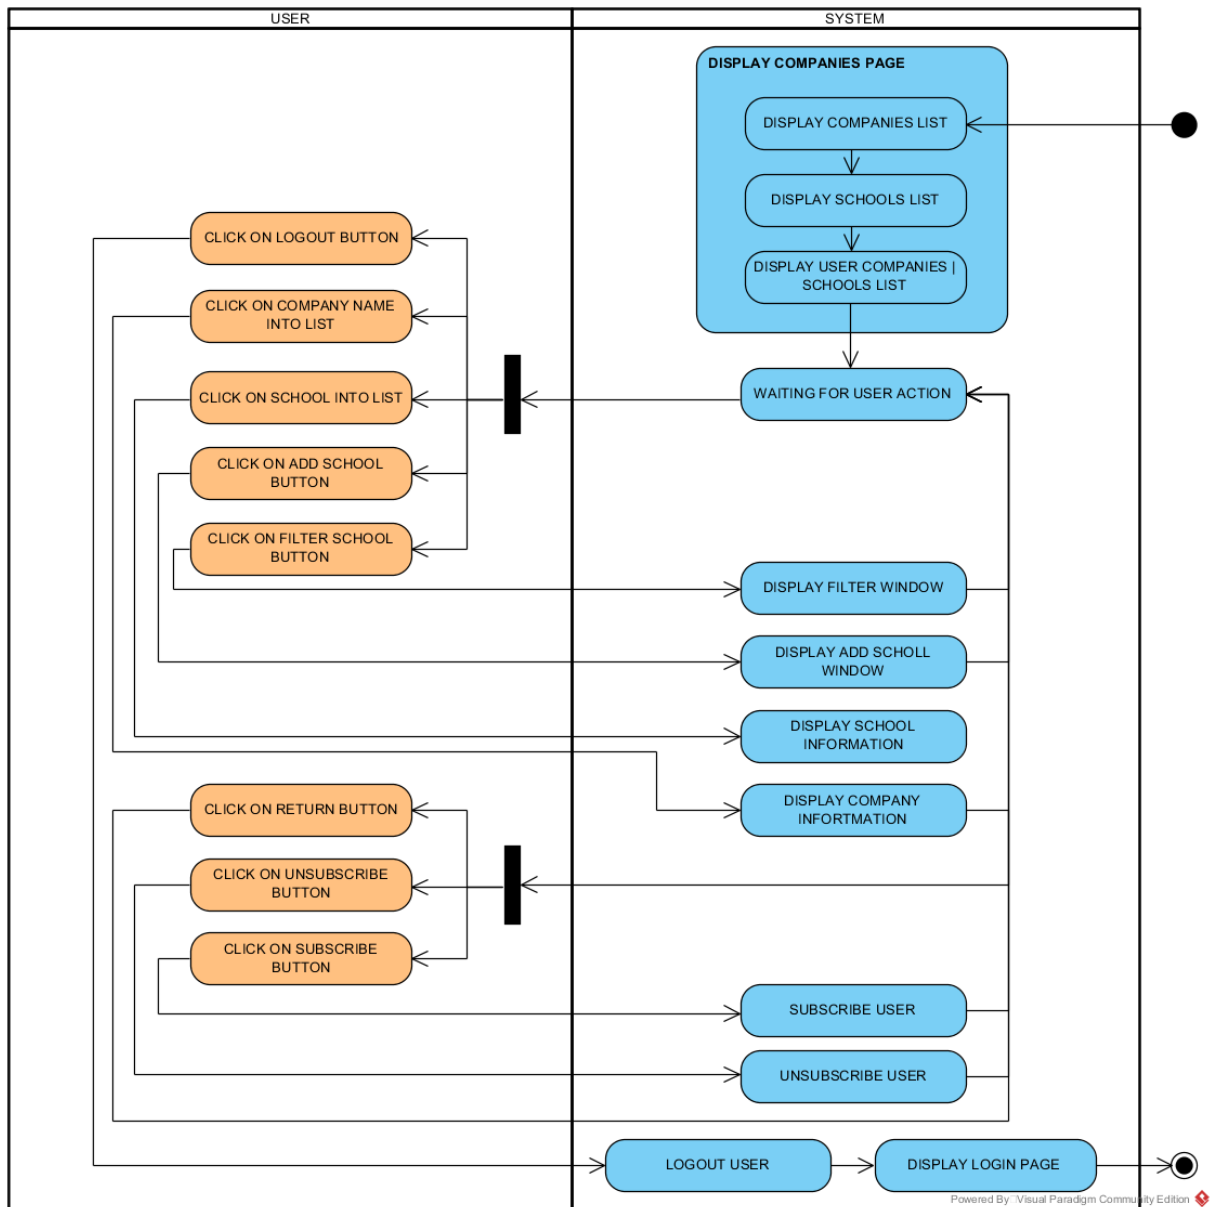 USER
SYSTEM
DISPLAY COMPANIES PAGE
DISPLAY COMPANIES LIST
DISPLAY SCHOOLS LIST
DISPLAY USER COMPANIES |
SCHOOLS LIST
CLICK ON LOGOUT BUTTON
CLICK ON COMPANY NAME
INTO LIST
CLICK ON SCHOOL INTO LIST
WAITING FOR USER ACTION
CLICK ON ADD SCHOOL
BUTTON
CLICK ON FILTER SCHOOL
BUTTON
DISPLAY FILTER WINDOW
DISPLAY ADD SCHOLL
WINDOW
DISPLAY SCHOOL
INFORMATION
CLICK ON RETURN BUTTON
DISPLAY COMPANY
INFORTMATION
CLICK ON UNSUBSCRIBE
BUTTON
CLICK ON SUBSCRIBE
BUTTON
SUBSCRIBE USER
UNSUBSCRIBE USER
LOGOUT USER
DISPLAY LOGIN PAGE
Powered By Visual Paradigm Community Edition